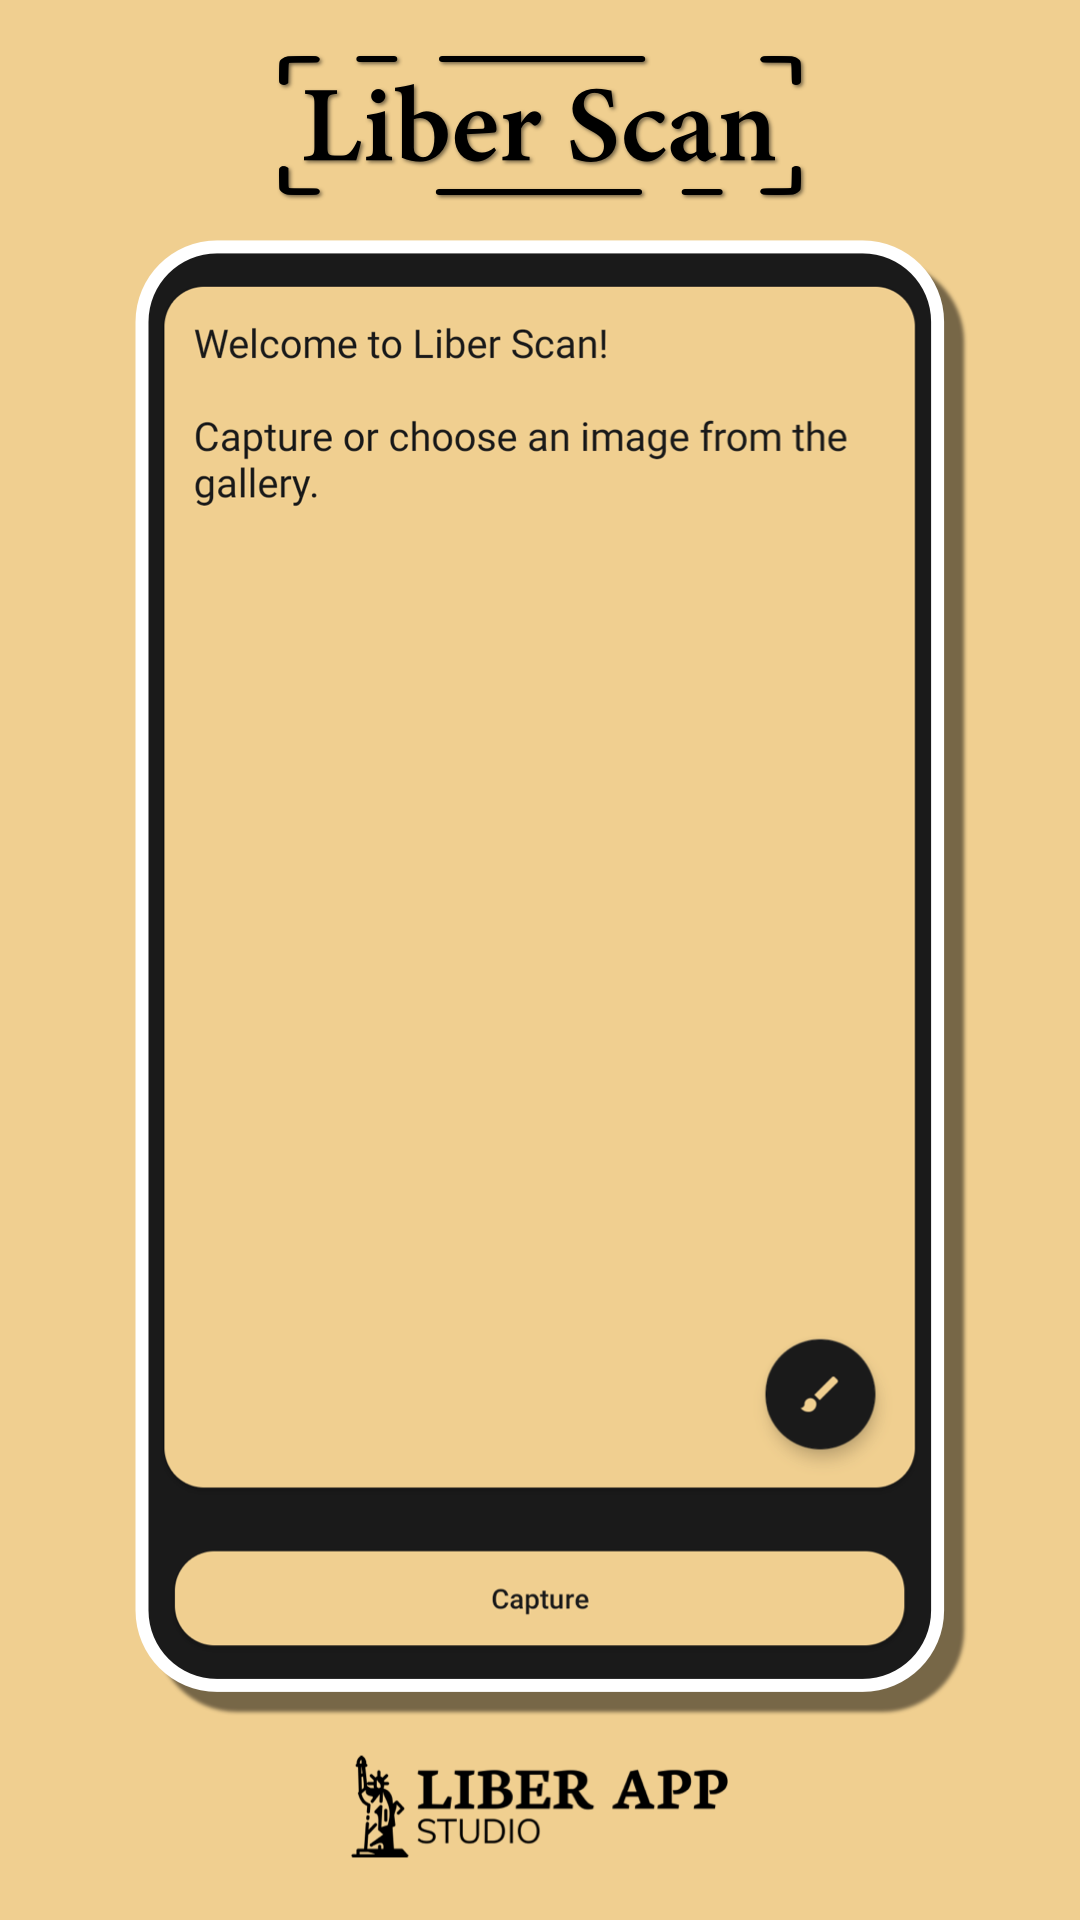 Liber Scan
Welcome to Liber Scan!
Capture or choose an image from the
gallery.
Capture
LIBER APP
STUDIO